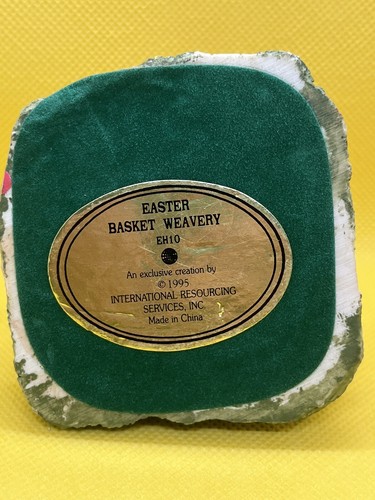 EASTER
BASKET WEAVERY
EH10
An exclusive creation by
© 1995
INTERNATIONAL RESOURCING
SERVICES, INC.
Made in China